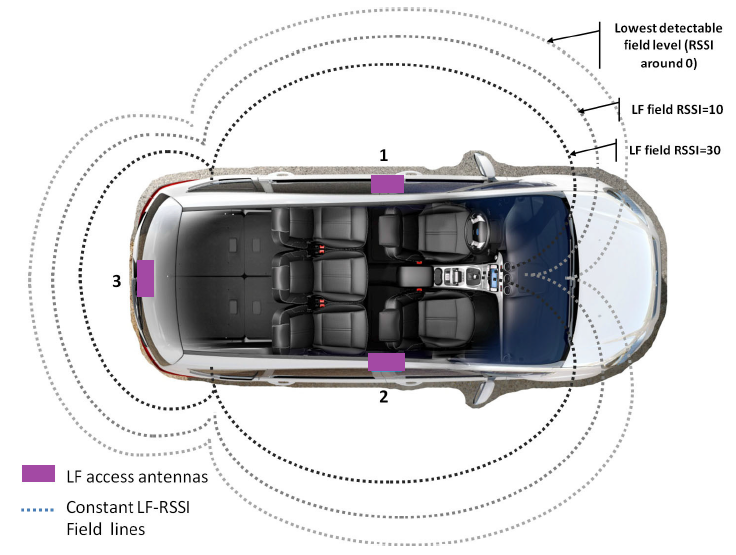 Lowest detectable
field level (RSSI
around 0)
LF field RSSI=10
LF field RSSI=30
1
3
2
LF access antennas
Constant LF-RSSI
Field lines